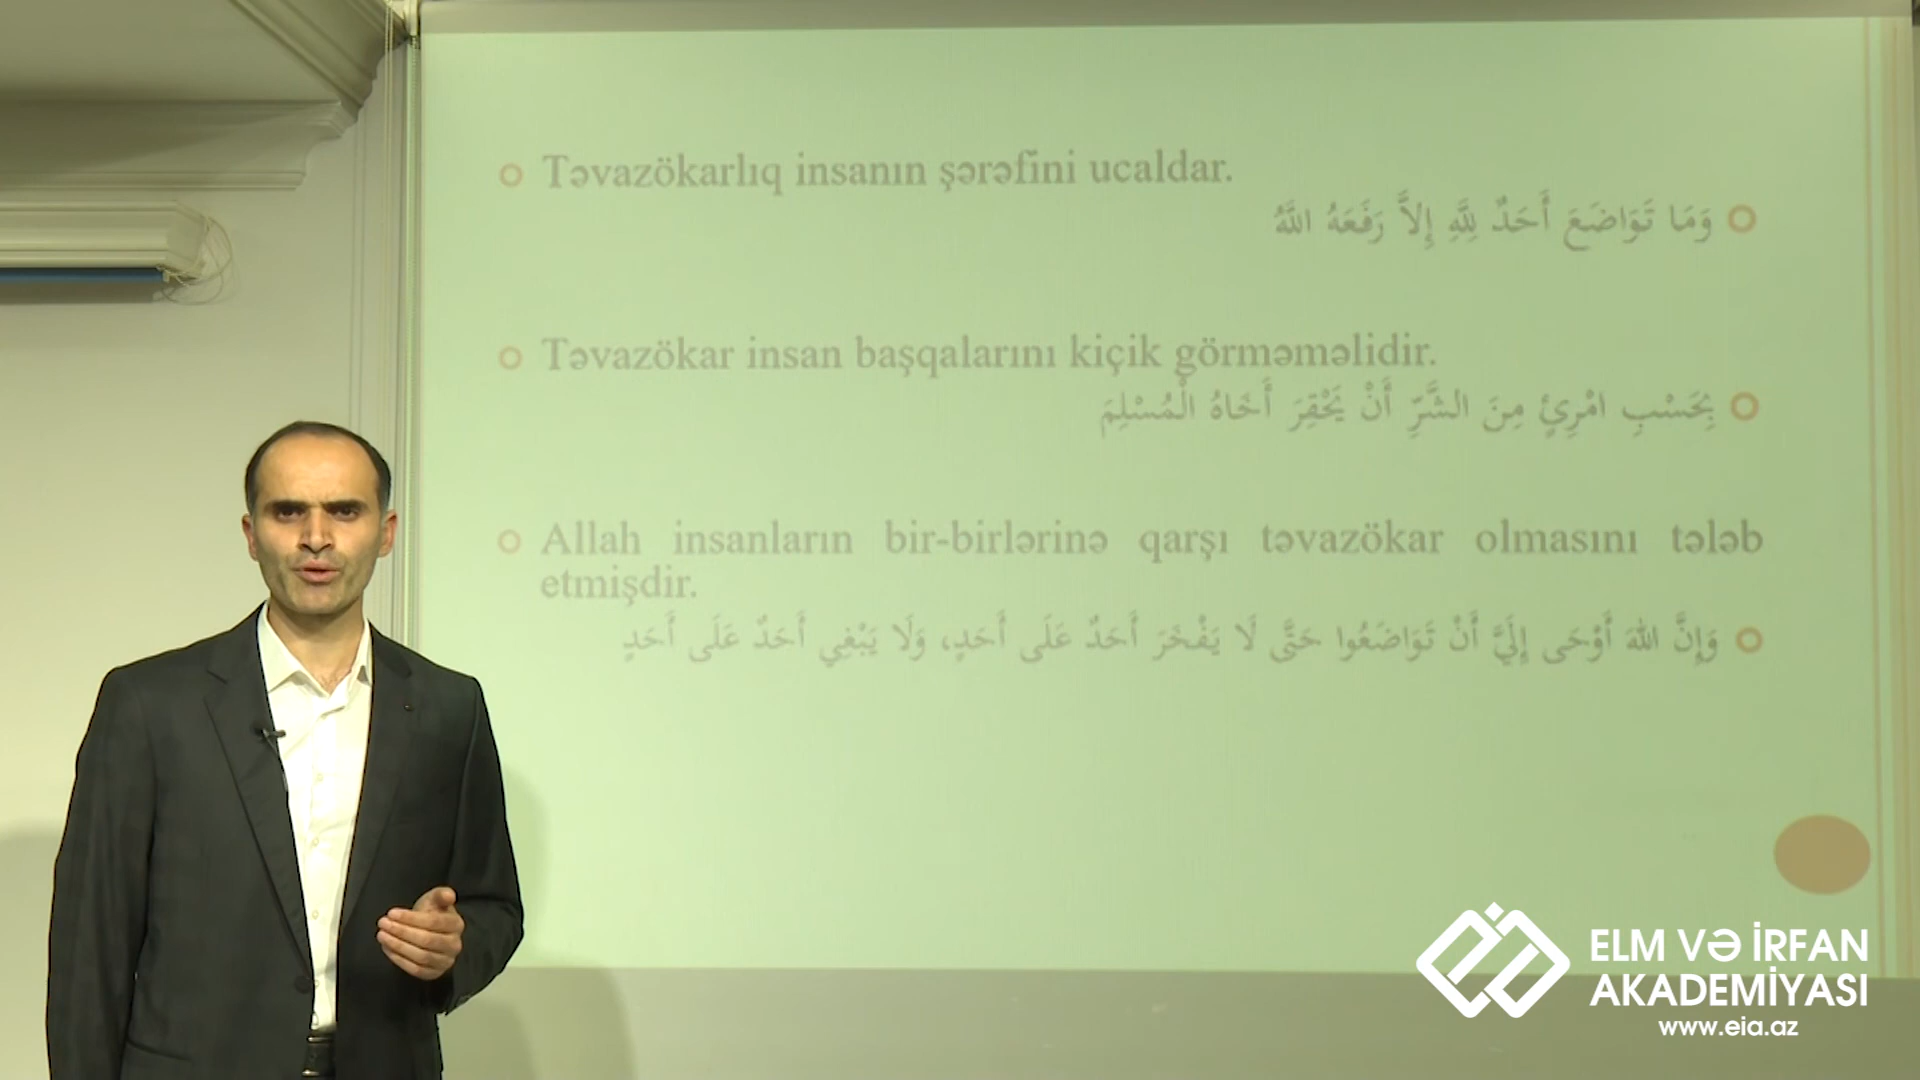 Təvazökarlıq insanın şərəfini ucaldar.
وَمَا تَوَاضَعَ أَحَدٌ لِلَّهِ إِلاَّ رَفَعَهُ اللَّهُ
Təvazökar insan başqalarını kiçik görməməlidir.
بِحَسْبِ امْرِئٍ مِنَ الشَّرِّ أَنْ يَحْقِرَ أَخَاهُ الْمُسْلِمَ
Allah insanların bir-birlərinə qarşı təvazökar olmasını tələb
etmişdir.
وَإِنَّ اللهَ أَوْحَى إِلَيَّ أَنْ تَوَاضَعُوا حَتَّى لَا يَفْخَرَ أَحَدٌ عَلَى أَحَدٍ، وَلَا يَبْغِي أَحَدٌ عَلَى أَحَدٍ
ELM VƏ İRFAN
AKADEMİYASI
www.eia.az